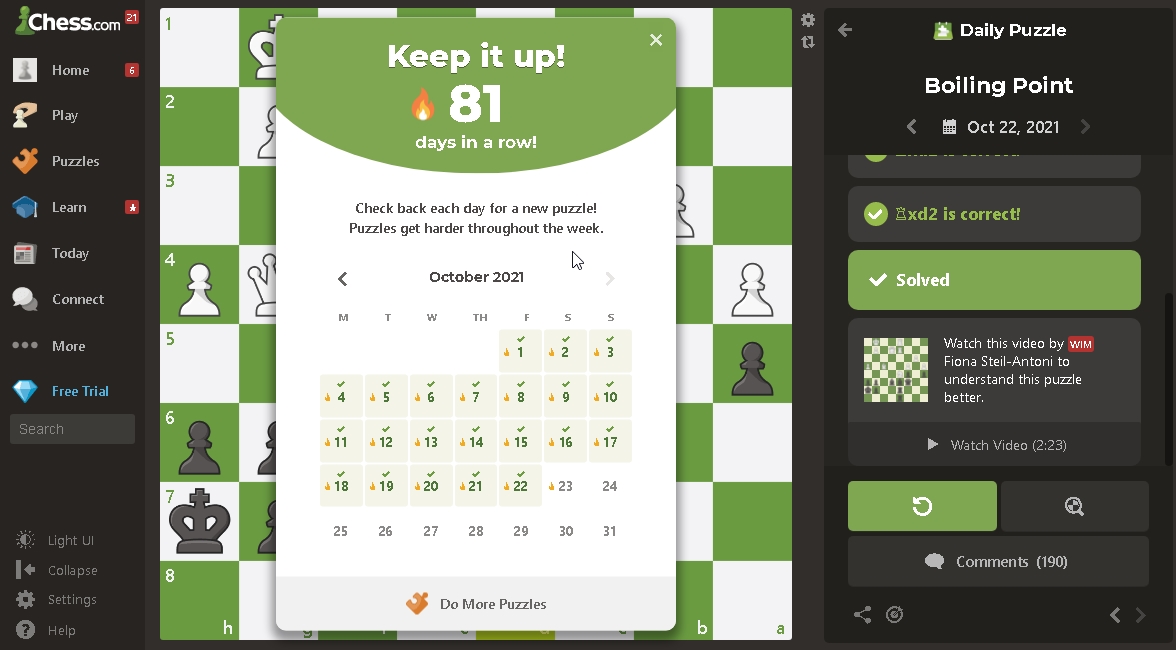 Chess.com 21
Home 6
Play
Puzzles
Learn
Today
Connect
More
Free Trial
Search
Light UI
Collapse
Settings
Help
1
2
3
4
5
6
7
8
h
b
a
Keep it up!
81
days in a row!
Check back each day for a new puzzle!
Puzzles get harder throughout the week.
October 2021
M T W TH F S S
1 2 3
4 5 6 7 8 9 10
11 12 13 14 15 16 17
18 19 20 21 22 23 24
25 26 27 28 29 30 31
Do More Puzzles
Daily Puzzle
Boiling Point
Oct 22, 2021
♖xd2 is correct!
Solved
Watch this video by WIM
Fiona Steil-Antoni to
understand this puzzle
better.
Watch Video (2:23)
Comments (190)